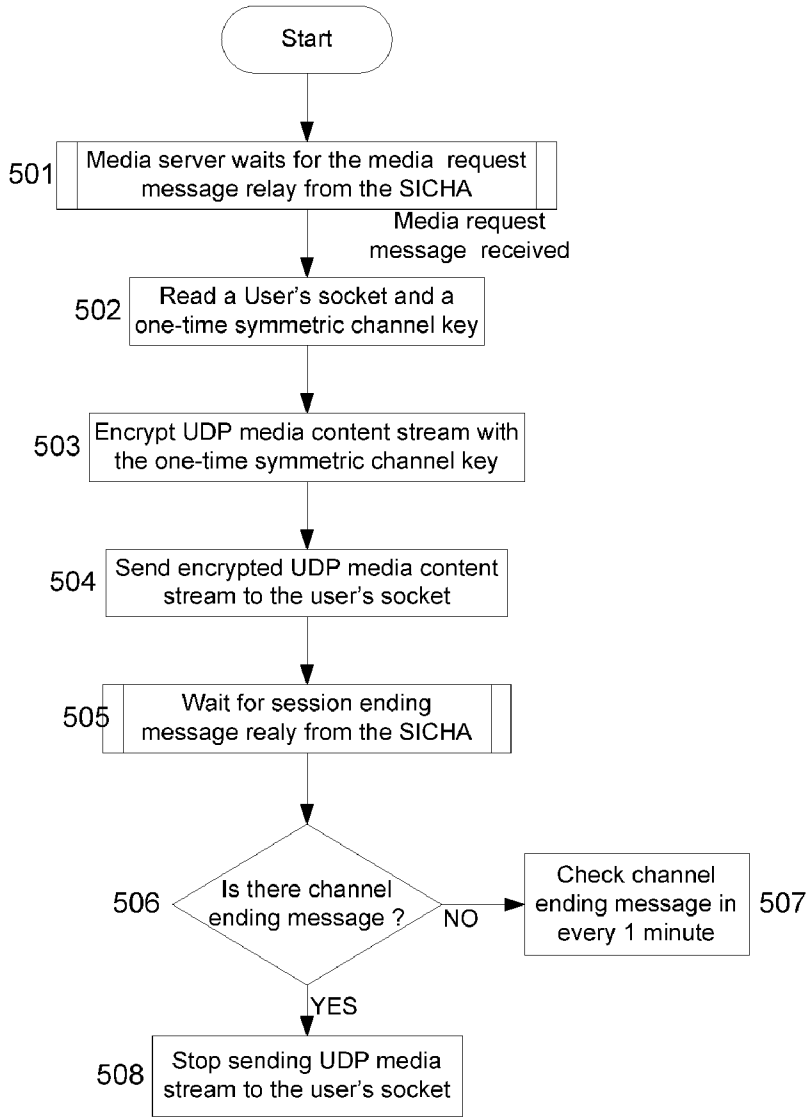 Start
501
Media server waits for the media request
message relay from the SICHA
Media request
message received
502
Read a User's socket and a
one-time symmetric channel key
503
Encrypt UDP media content stream with
the one-time symmetric channel key
504
Send encrypted UDP media content
stream to the user's socket
505
Wait for session ending
message realy from the SICHA
506
Is there channel
ending message ?
NO
Check channel
ending message in
every 1 minute
507
YES
508
Stop sending UDP media
stream to the user's socket